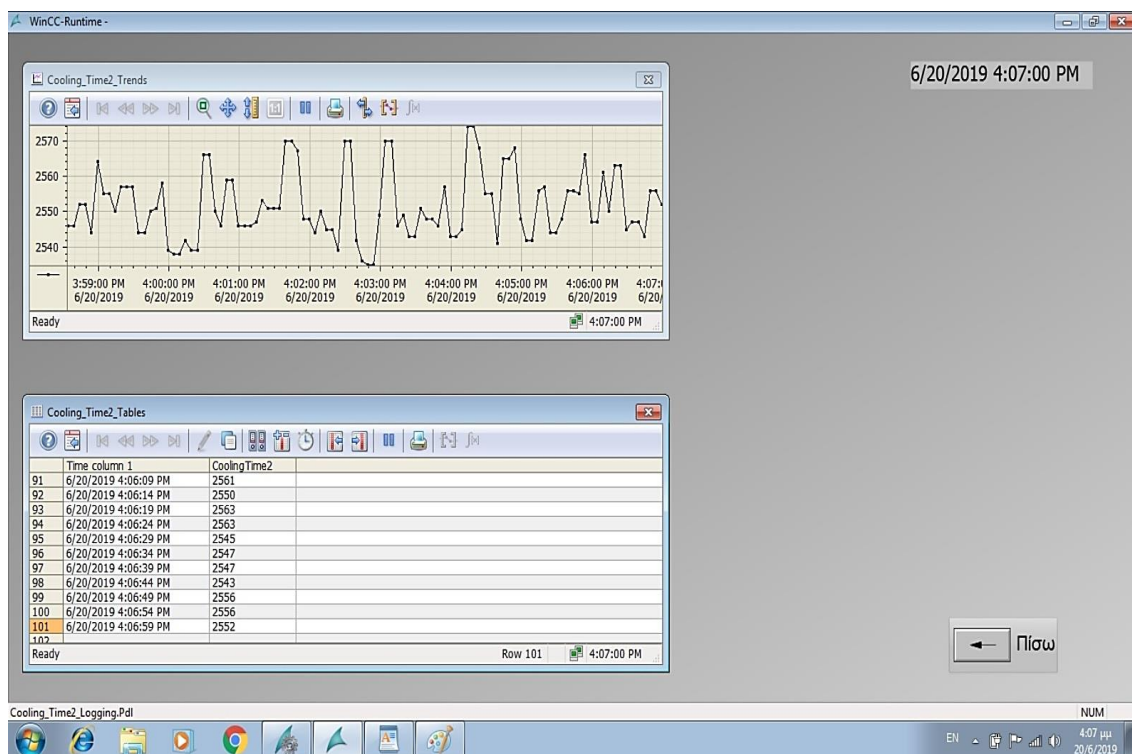 WinCC-Runtime -
6/20/2019 4:07:00 PM
Cooling_Time2_Trends
2570
2560
2550
2540
3:59:00 PM 4:00:00 PM 4:01:00 PM 4:02:00 PM 4:03:00 PM 4:04:00 PM 4:05:00 PM 4:06:00 PM 4:07:
6/20/2019 6/20/2019 6/20/2019 6/20/2019 6/20/2019 6/20/2019 6/20/2019 6/20/2019 6/20/
Ready 4:07:00 PM
Cooling_Time2_Tables
Time column 1 CoolingTime2
91 6/20/2019 4:06:09 PM 2561
92 6/20/2019 4:06:14 PM 2550
93 6/20/2019 4:06:19 PM 2563
94 6/20/2019 4:06:24 PM 2563
95 6/20/2019 4:06:29 PM 2545
96 6/20/2019 4:06:34 PM 2547
97 6/20/2019 4:06:39 PM 2547
98 6/20/2019 4:06:44 PM 2543
99 6/20/2019 4:06:49 PM 2556
100 6/20/2019 4:06:54 PM 2556
101 6/20/2019 4:06:59 PM 2552
102
Ready Row 101 4:07:00 PM
Πίσω
Cooling_Time2_Logging.Pdl NUM
EN 4:07 μμ
20/6/2019